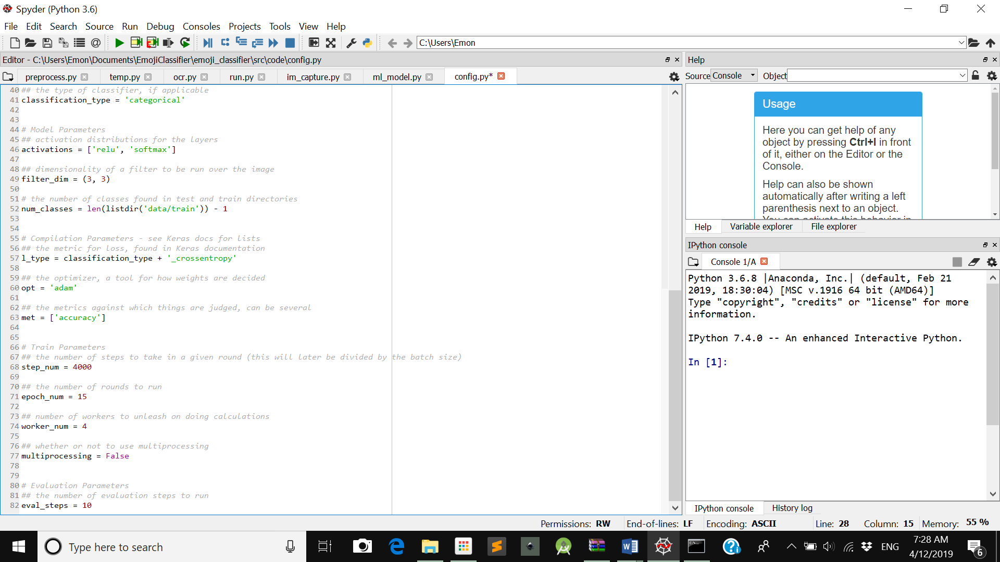 Spyder (Python 3.6)
File Edit Search Source Run Debug Consoles Projects Tools View Help
C:\Users\Emon
Editor - C:\Users\Emon\Documents\EmojiClassifier\emoji_classifier\src\code\config.py
preprocess.py temp.py ocr.py run.py im_capture.py ml_model.py config.py*
40 ## the type of classifier, if applicable
41 classification_type = 'categorical'
42
43
44 # Model Parameters
45 ## activation distributions for the layers
46 activations = ['relu', 'softmax']
47
48 ## dimensionality of a filter to be run over the image
49 filter_dim = (3, 3)
50
51 # the number of classes found in test and train directories
52 num_classes = len(listdir('data/train')) - 1
53
54
55 # Compilation Parameters - see Keras docs for lists
56 ## the metric for loss, found in Keras documentation
57 l_type = classification_type + '_crossentropy'
58
59 ## the optimizer, a tool for how weights are decided
60 opt = 'adam'
61
62 ## the metrics against which things are judged, can be several
63 met = ['accuracy']
64
65
66 # Train Parameters
67 ## the number of steps to take in a given round (this will later be divided by the batch size)
68 step_num = 4000
69
70 ## the number of rounds to run
71 epoch_num = 15
72
73 ## number of workers to unleash on doing calculations
74 worker_num = 4
75
76 ## whether or not to use multiprocessing
77 multiprocessing = False
78
79
80 # Evaluation Parameters
81 ## the number of evaluation steps to run
82 eval_steps = 10
Help
Source Console Object
Usage
Here you can get help of any
object by pressing Ctrl+I in front
of it, either on the Editor or the
Console.
Help can also be shown
automatically after writing a left
parenthesis next to an object.
You can activate this behavior in
Help Variable explorer File explorer
IPython console
Console 1/A
Python 3.6.8 |Anaconda, Inc.| (default, Feb 21
2019, 18:30:04) [MSC v.1916 64 bit (AMD64)]
Type "copyright", "credits" or "license" for more
information.
IPython 7.4.0 -- An enhanced Interactive Python.
In [1]:
IPython console History log
Permissions: RW End-of-lines: LF Encoding: ASCII Line: 28 Column: 15 Memory: 55 %
Type here to search
ENG
7:28 AM
4/12/2019
6